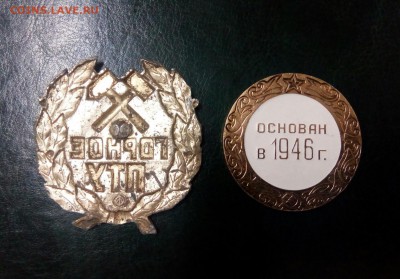 COINS.LAVE.RU
ГОРНОЕ
ПТУ
ОСНОВАН
В 1946 г.